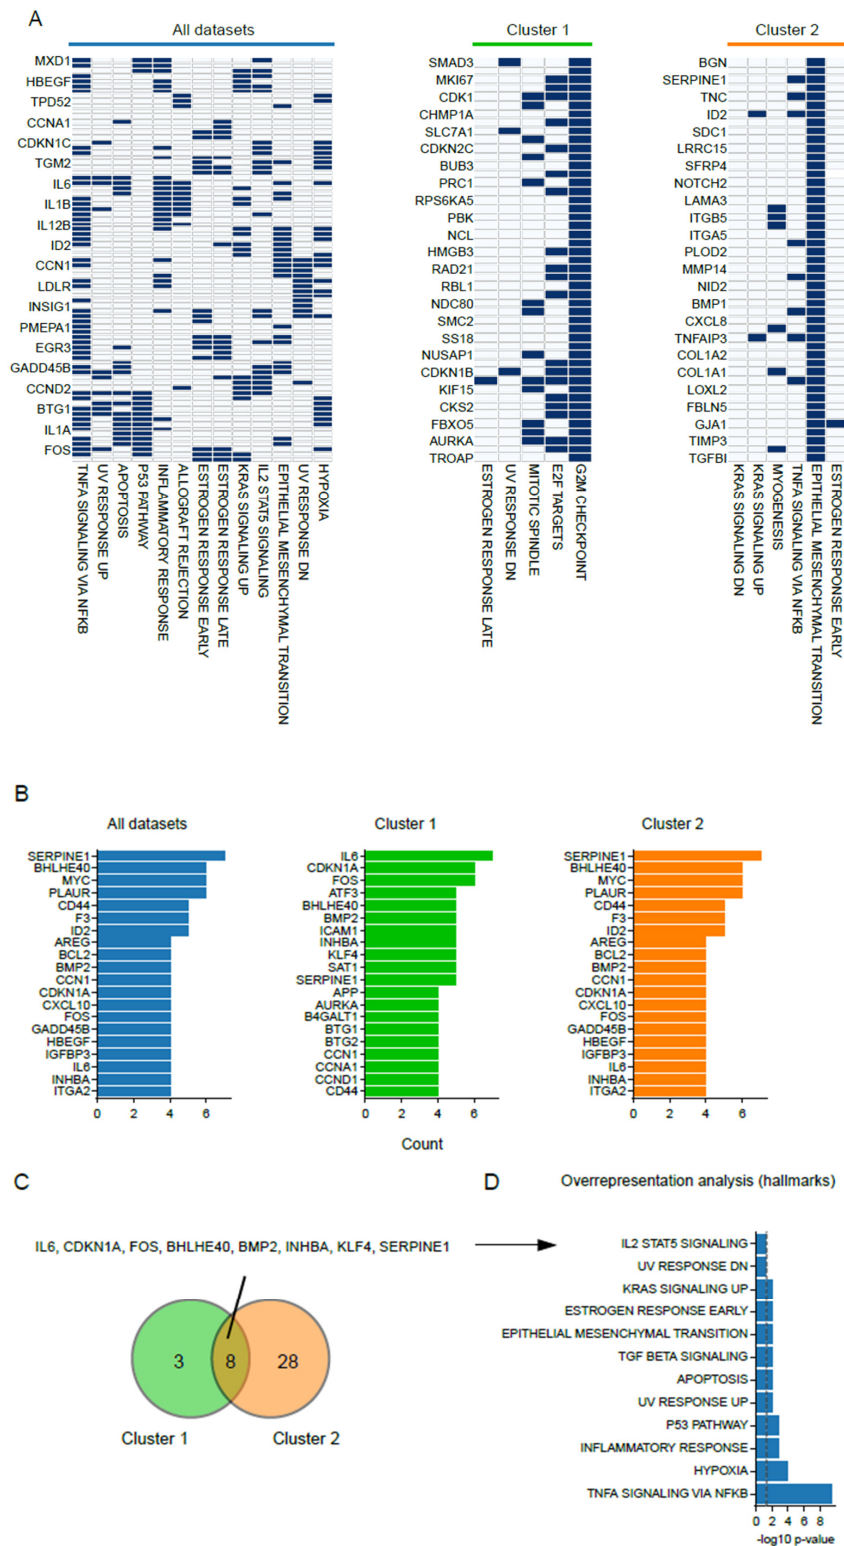 A
All datasets
Cluster 1
Cluster 2
MXD1
HBEGF
TPD52
CCNA1
CDKN1C
TGM2
IL6
IL1B
IL12B
ID2
CCN1
LDLR
INSIG1
PMEPA1
EGR3
GADD45B
CCND2
BTG1
IL1A
FOS
TNFA SIGNALING VIA NFKB
UV RESPONSE UP
APOPTOSIS
P53 PATHWAY
INFLAMMATORY RESPONSE
ALLOGRAFT REJECTION
ESTROGEN RESPONSE EARLY
ESTROGEN RESPONSE LATE
KRAS SIGNALING UP
IL2 STAT5 SIGNALING
EPITHELIAL MESENCHYMAL TRANSITION
UV RESPONSE DN
HYPOXIA
SMAD3
MKI67
CDK1
CHMP1A
SLC7A1
CDKN2C
BUB3
PRC1
RPS6KA5
PBK
NCL
HMGB3
RAD21
RBL1
NDC80
SMC2
SS18
NUSAP1
CDKN1B
KIF15
CKS2
FBXO5
AURKA
TROAP
ESTROGEN RESPONSE LATE
UV RESPONSE DN
MITOTIC SPINDLE
E2F TARGETS
G2M CHECKPOINT
BGN
SERPINE1
TNC
ID2
SDC1
LRRC15
SFRP4
NOTCH2
LAMA3
ITGB5
ITGA5
PLOD2
MMP14
NID2
BMP1
CXCL8
TNFAIP3
COL1A2
COL1A1
LOXL2
FBLN5
GJA1
TIMP3
TGFBI
KRAS SIGNALING DN
KRAS SIGNALING UP
MYOGENESIS
TNFA SIGNALING VIA NFKB
EPITHELIAL MESENCHYMAL TRANSITION
ESTROGEN RESPONSE EARLY
B
All datasets
SERPINE1
BHLHE40
MYC
PLAUR
CD44
F3
ID2
AREG
BCL2
BMP2
CCN1
CDKN1A
CXCL10
FOS
GADD45B
HBEGF
IGFBP3
IL6
INHBA
ITGA2
0 2 4 6
Cluster 1
IL6
CDKN1A
FOS
ATF3
BHLHE40
BMP2
ICAM1
INHBA
KLF4
SAT1
SERPINE1
APP
AURKA
B4GALT1
BTG1
BTG2
CCN1
CCNA1
CCND1
CD44
0 2 4 6
Count
Cluster 2
SERPINE1
BHLHE40
MYC
PLAUR
CD44
F3
ID2
AREG
BCL2
BMP2
CCN1
CDKN1A
CXCL10
FOS
GADD45B
HBEGF
IGFBP3
IL6
INHBA
ITGA2
0 2 4 6
C
IL6, CDKN1A, FOS, BHLHE40, BMP2, INHBA, KLF4, SERPINE1
3 8 28
Cluster 1
Cluster 2
D
Overrepresentation analysis (hallmarks)
IL2 STAT5 SIGNALING
UV RESPONSE DN
KRAS SIGNALING UP
ESTROGEN RESPONSE EARLY
EPITHELIAL MESENCHYMAL TRANSITION
TGF BETA SIGNALING
APOPTOSIS
UV RESPONSE UP
P53 PATHWAY
INFLAMMATORY RESPONSE
HYPOXIA
TNFA SIGNALING VIA NFKB
0 2 4 6 8
-log10 p-value